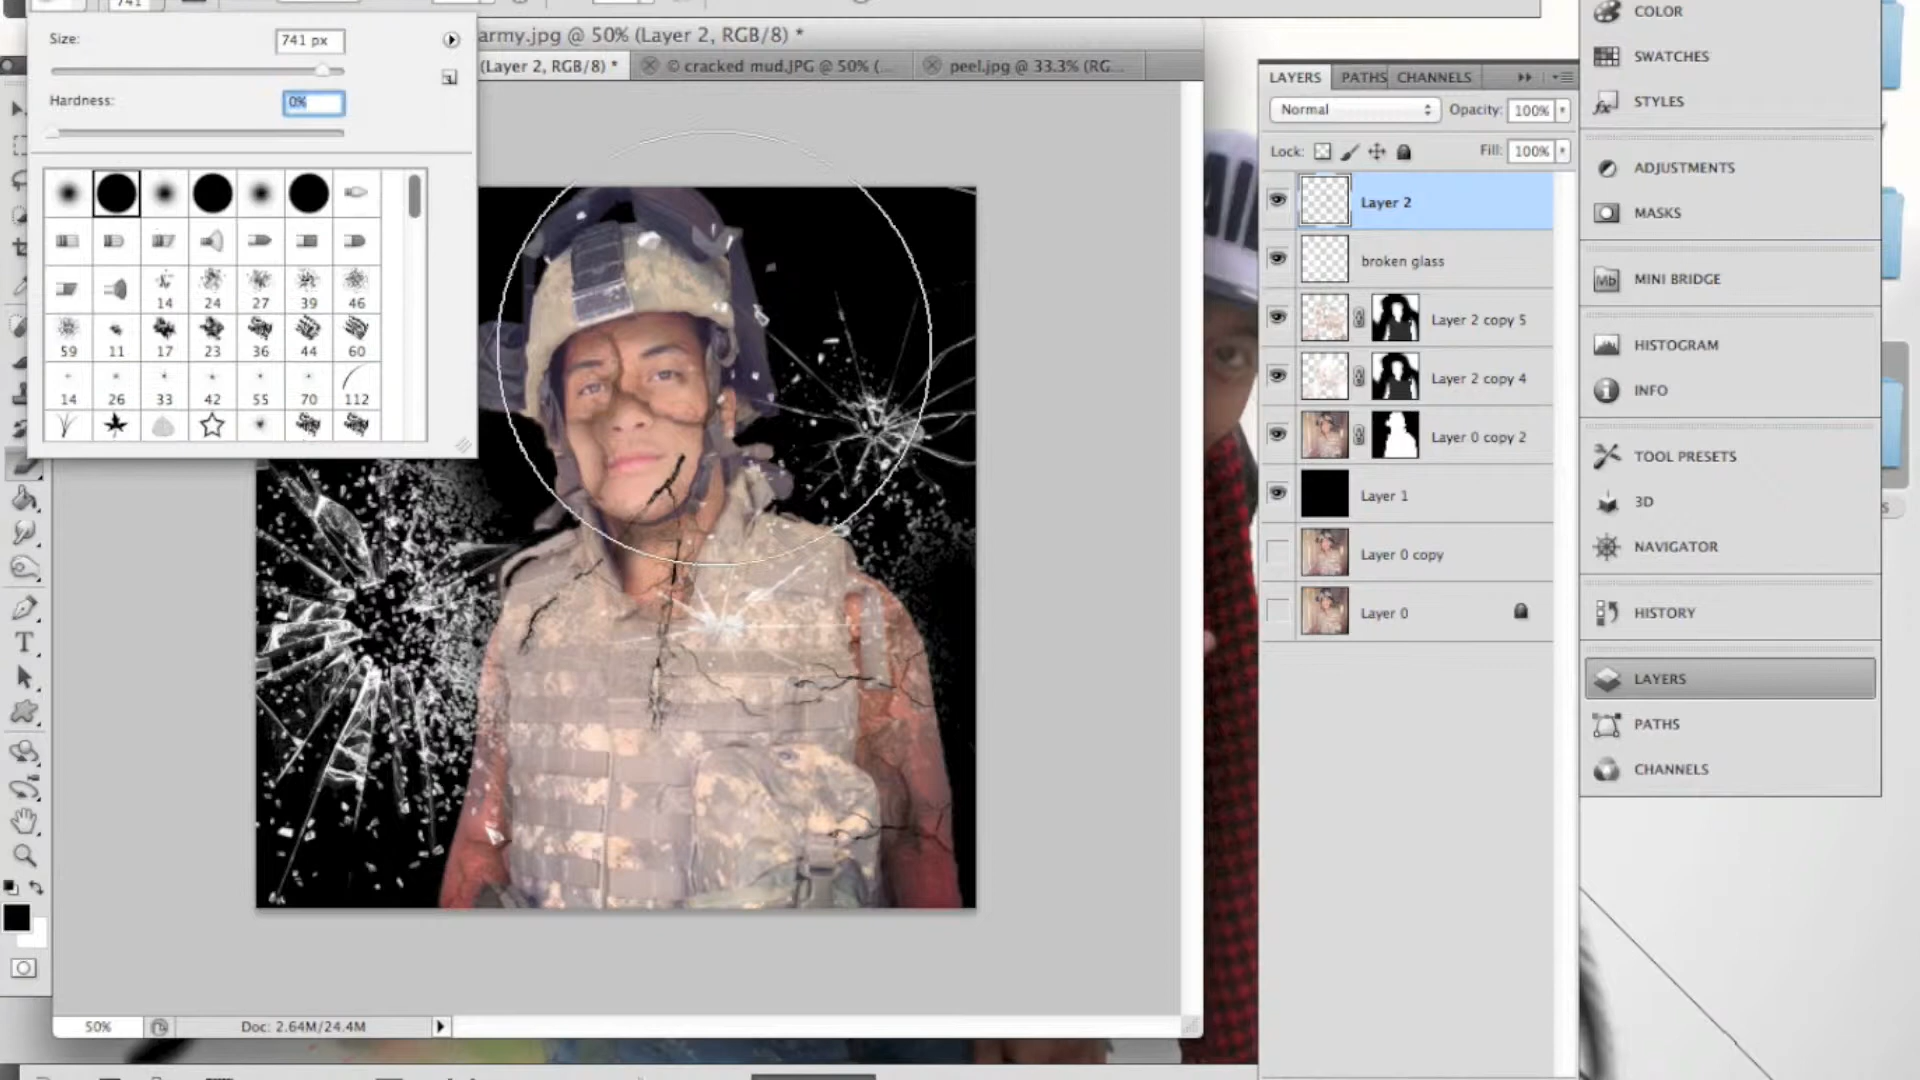 741
Size:
741 px
Hardness:
0%
14 24 27 39 46
59 11 17 23 36 44 60
14 26 33 42 55 70 112
army.jpg @ 50% (Layer 2, RGB/8) *
(Layer 2, RGB/8) *
© cracked mud.JPG @ 50% (...
peel.jpg @ 33.3% (RG...
T
50%
Doc: 2.64M/24.4M
LAYERS
PATHS
CHANNELS
Normal
Opacity: 100%
Lock:
Fill: 100%
Layer 2
broken glass
Layer 2 copy 5
Layer 2 copy 4
Layer 0 copy 2
Layer 1
Layer 0 copy
Layer 0
COLOR
SWATCHES
fx STYLES
ADJUSTMENTS
MASKS
Mb MINI BRIDGE
HISTOGRAM
INFO
TOOL PRESETS
3D
NAVIGATOR
HISTORY
LAYERS
PATHS
CHANNELS